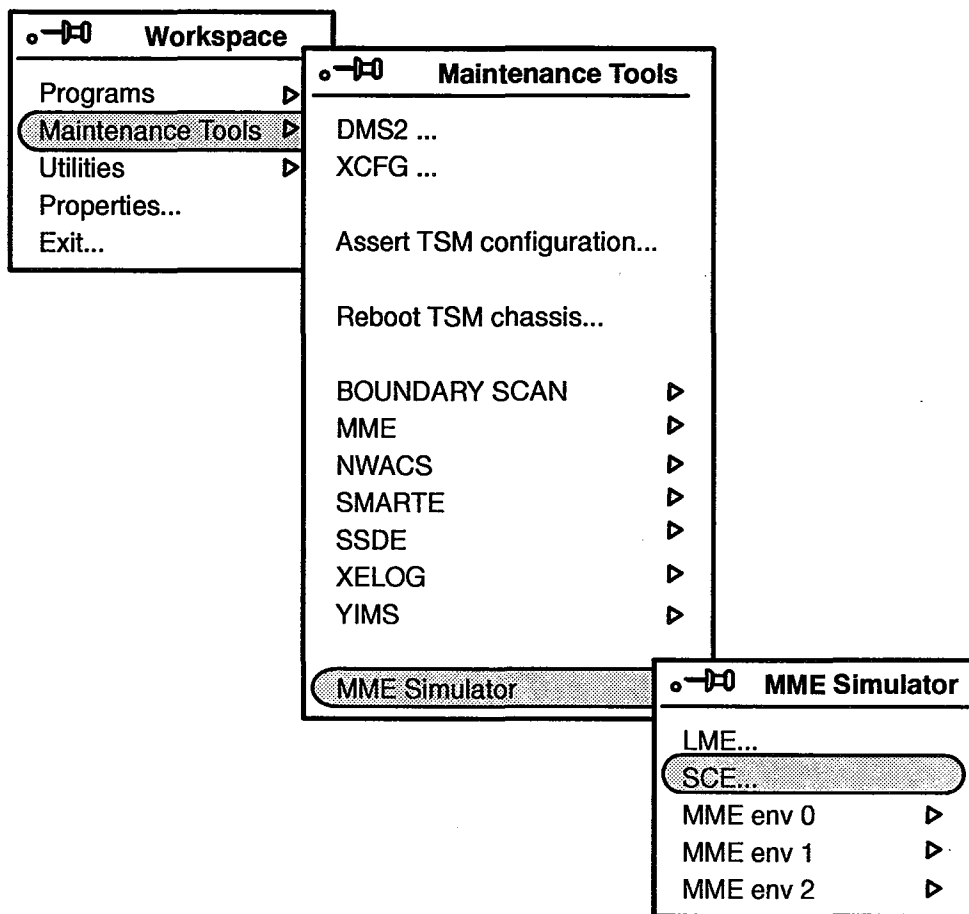 Workspace
Programs
Maintenance Tools
Utilities
Properties...
Exit...
Maintenance Tools
DMS2 ...
XCFG ...
Assert TSM configuration...
Reboot TSM chassis...
BOUNDARY SCAN
MME
NWACS
SMARTE
SSDE
XELOG
YIMS
MME Simulator
MME Simulator
LME...
SCE...
MME env 0
MME env 1
MME env 2